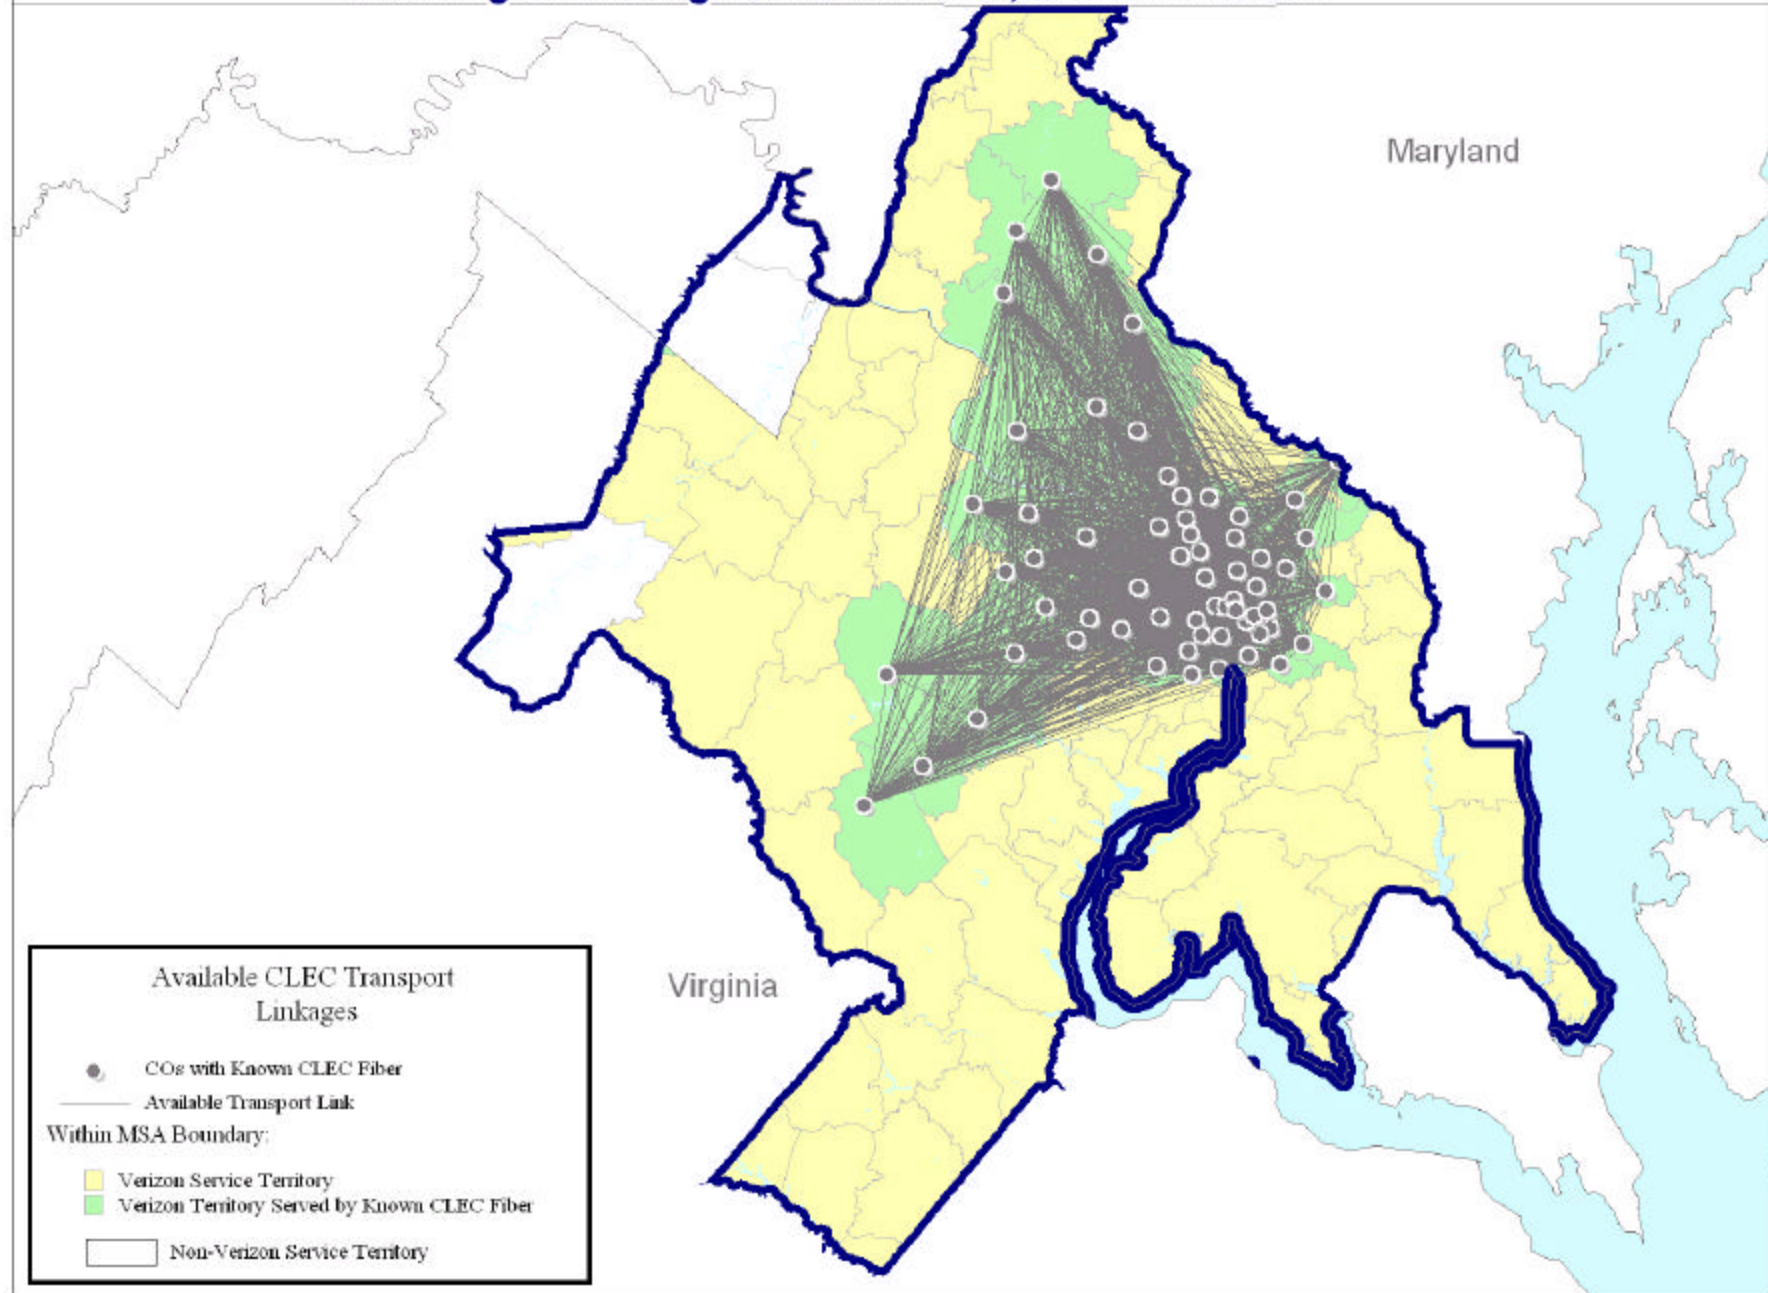 Maryland
Virginia
Available CLEC Transport
Linkages
COs with Known CLEC Fiber
Available Transport Link
Within MSA Boundary:
Verizon Service Territory
Verizon Territory Served by Known CLEC Fiber
Non-Verizon Service Territory